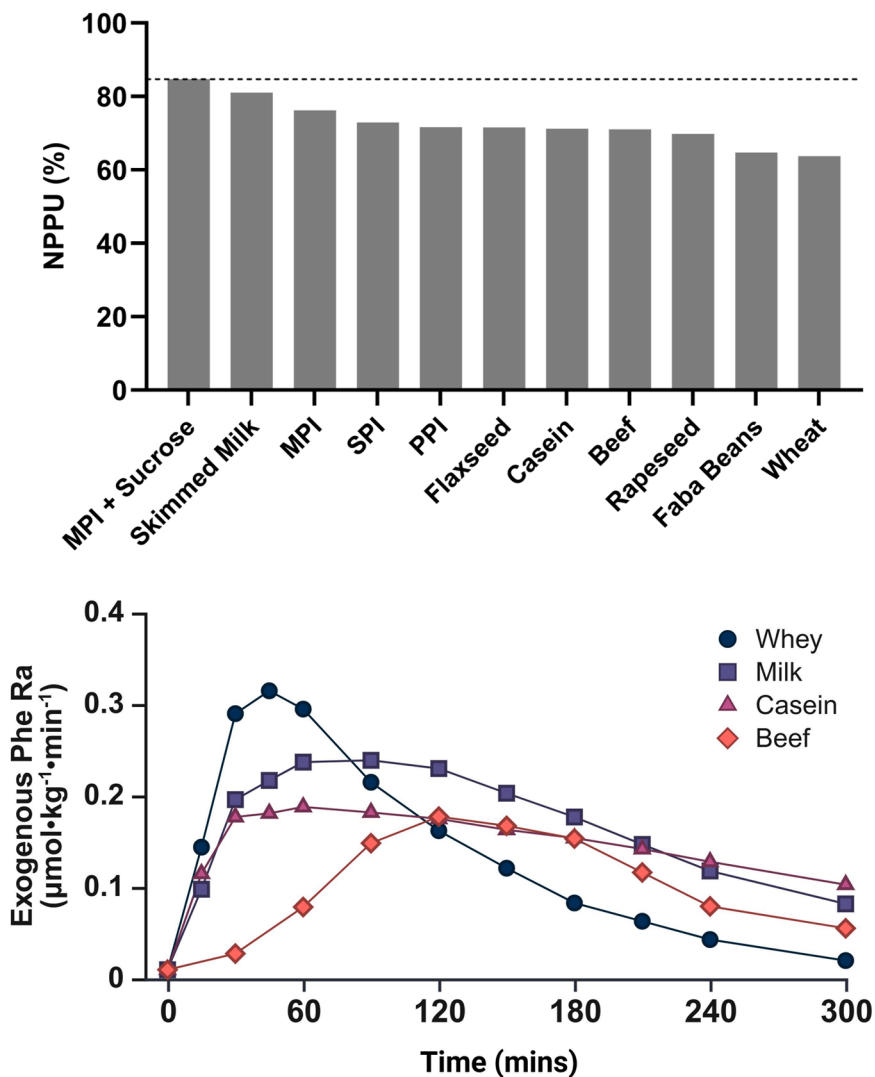 100
80
60
40
20
0
NPPU (%)
MPI + Sucrose
Skimmed Milk
MPI
SPI
PPI
Flaxseed
Casein
Beef
Rapeseed
Faba Beans
Wheat
0.4
0.3
0.2
0.1
0
Exogenous Phe Ra
(µmol•kg⁻¹•min⁻¹)
Whey
Milk
Casein
Beef
0 60 120 180 240 300
Time (mins)